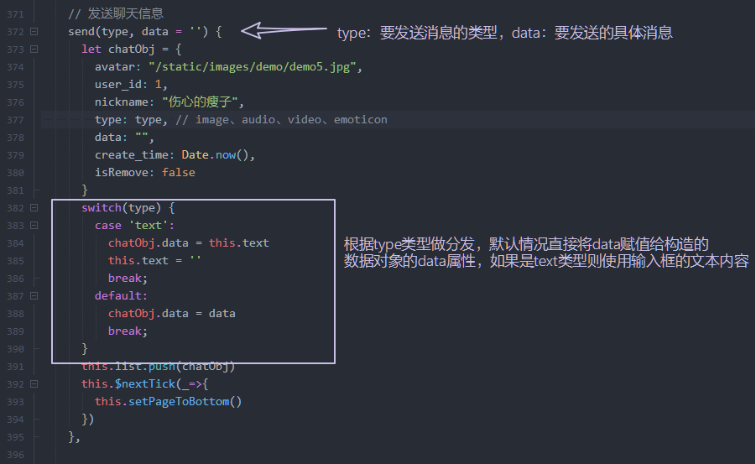 371 // 发送聊天信息
372 send(type, data = '') {
type：要发送消息的类型，data：要发送的具体消息
373 let chatObj = {
374 avatar: "/static/images/demo/demo5.jpg",
375 user_id: 1,
376 nickname: "伤心的瘦子",
377 type: type, // image、audio、video、emoticon
378 data: "",
379 create_time: Date.now(),
380 isRemove: false
381 }
382 switch(type) {
383 case 'text':
384 chatObj.data = this.text
385 this.text = ''
386 break;
387 default:
388 chatObj.data = data
389 break;
390 }
根据type类型做分发，默认情况直接将data赋值给构造的
数据对象的data属性，如果是text类型则使用输入框的文本内容
391 this.list.push(chatObj)
392 this.$nextTick(_=>{
393 this.setPageToBottom()
394 })
395 },
396